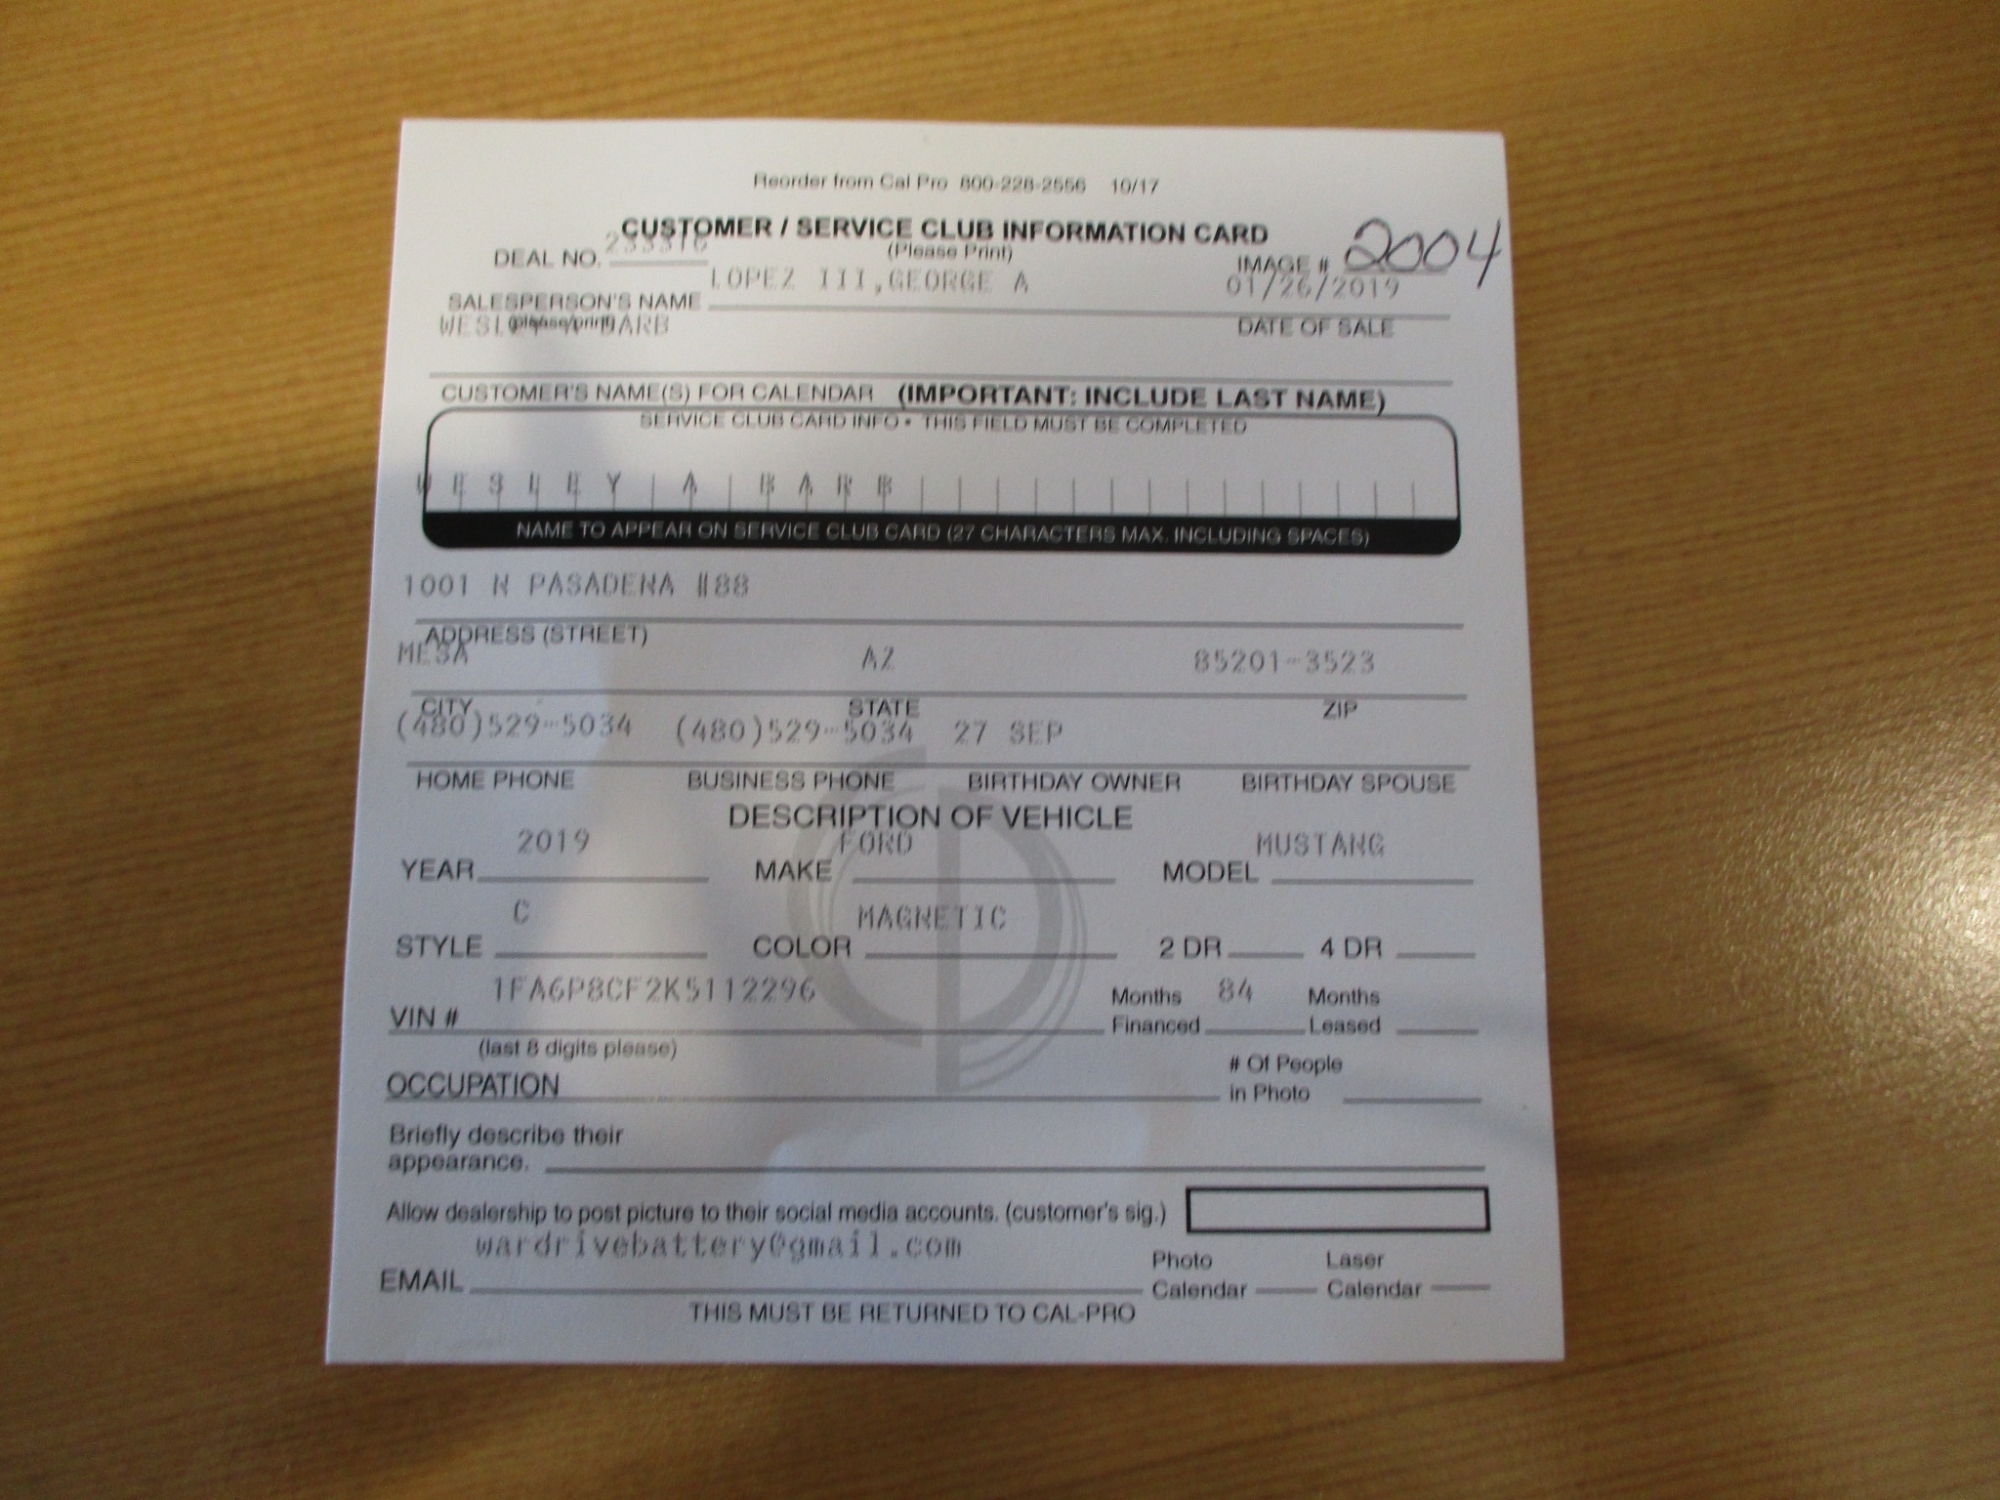 Reorder from Cal Pro 800-228-2556 10/17
CUSTOMER / SERVICE CLUB INFORMATION CARD
(Please Print)
DEAL NO.
IMAGE # 2004
LOPEZ III,GEORGE A 01/26/2019
SALESPERSON'S NAME
(please print)
WESLEY A BARB
DATE OF SALE
CUSTOMER'S NAME(S) FOR CALENDAR (IMPORTANT: INCLUDE LAST NAME)
SERVICE CLUB CARD INFO • THIS FIELD MUST BE COMPLETED
WESLEY A BARB
NAME TO APPEAR ON SERVICE CLUB CARD (27 CHARACTERS MAX. INCLUDING SPACES)
1001 N PASADENA #88
ADDRESS (STREET)
MESA AZ 85201-3523
CITY STATE ZIP
(480)529-5034 (480)529-5034 27 SEP
HOME PHONE BUSINESS PHONE BIRTHDAY OWNER BIRTHDAY SPOUSE
DESCRIPTION OF VEHICLE
YEAR 2019 MAKE FORD MODEL MUSTANG
STYLE C COLOR MAGNETIC 2 DR 4 DR
VIN # 1FA6P8CF2K5112296 Months Financed 84 Months Leased
(last 8 digits please)
OCCUPATION # Of People in Photo
Briefly describe their
appearance.
Allow dealership to post picture to their social media accounts. (customer's sig.)
wardrivebattery@gmail.com
EMAIL Photo Calendar Laser Calendar
THIS MUST BE RETURNED TO CAL-PRO